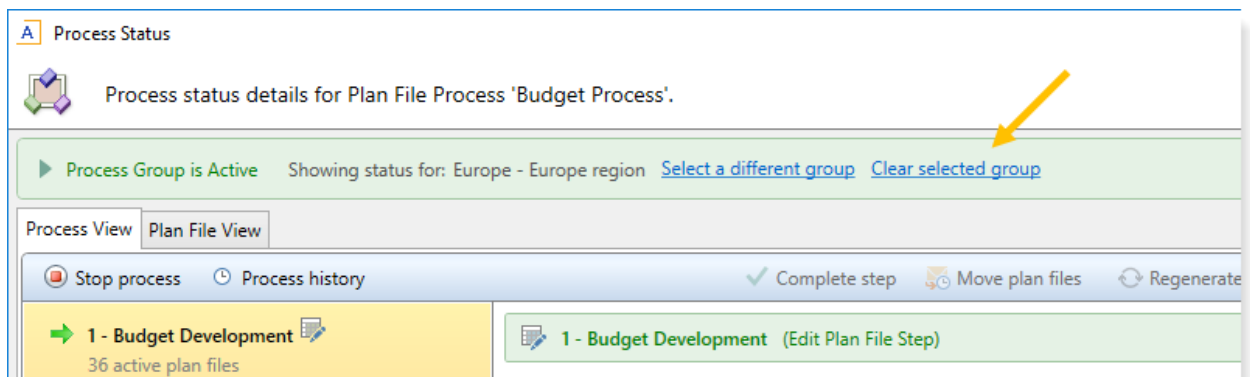 A Process Status
Process status details for Plan File Process 'Budget Process'.
Process Group is Active Showing status for: Europe - Europe region Select a different group Clear selected group
Process View Plan File View
Stop process Process history Complete step Move plan files Regenerate
1 - Budget Development 1 - Budget Development (Edit Plan File Step)
36 active plan files